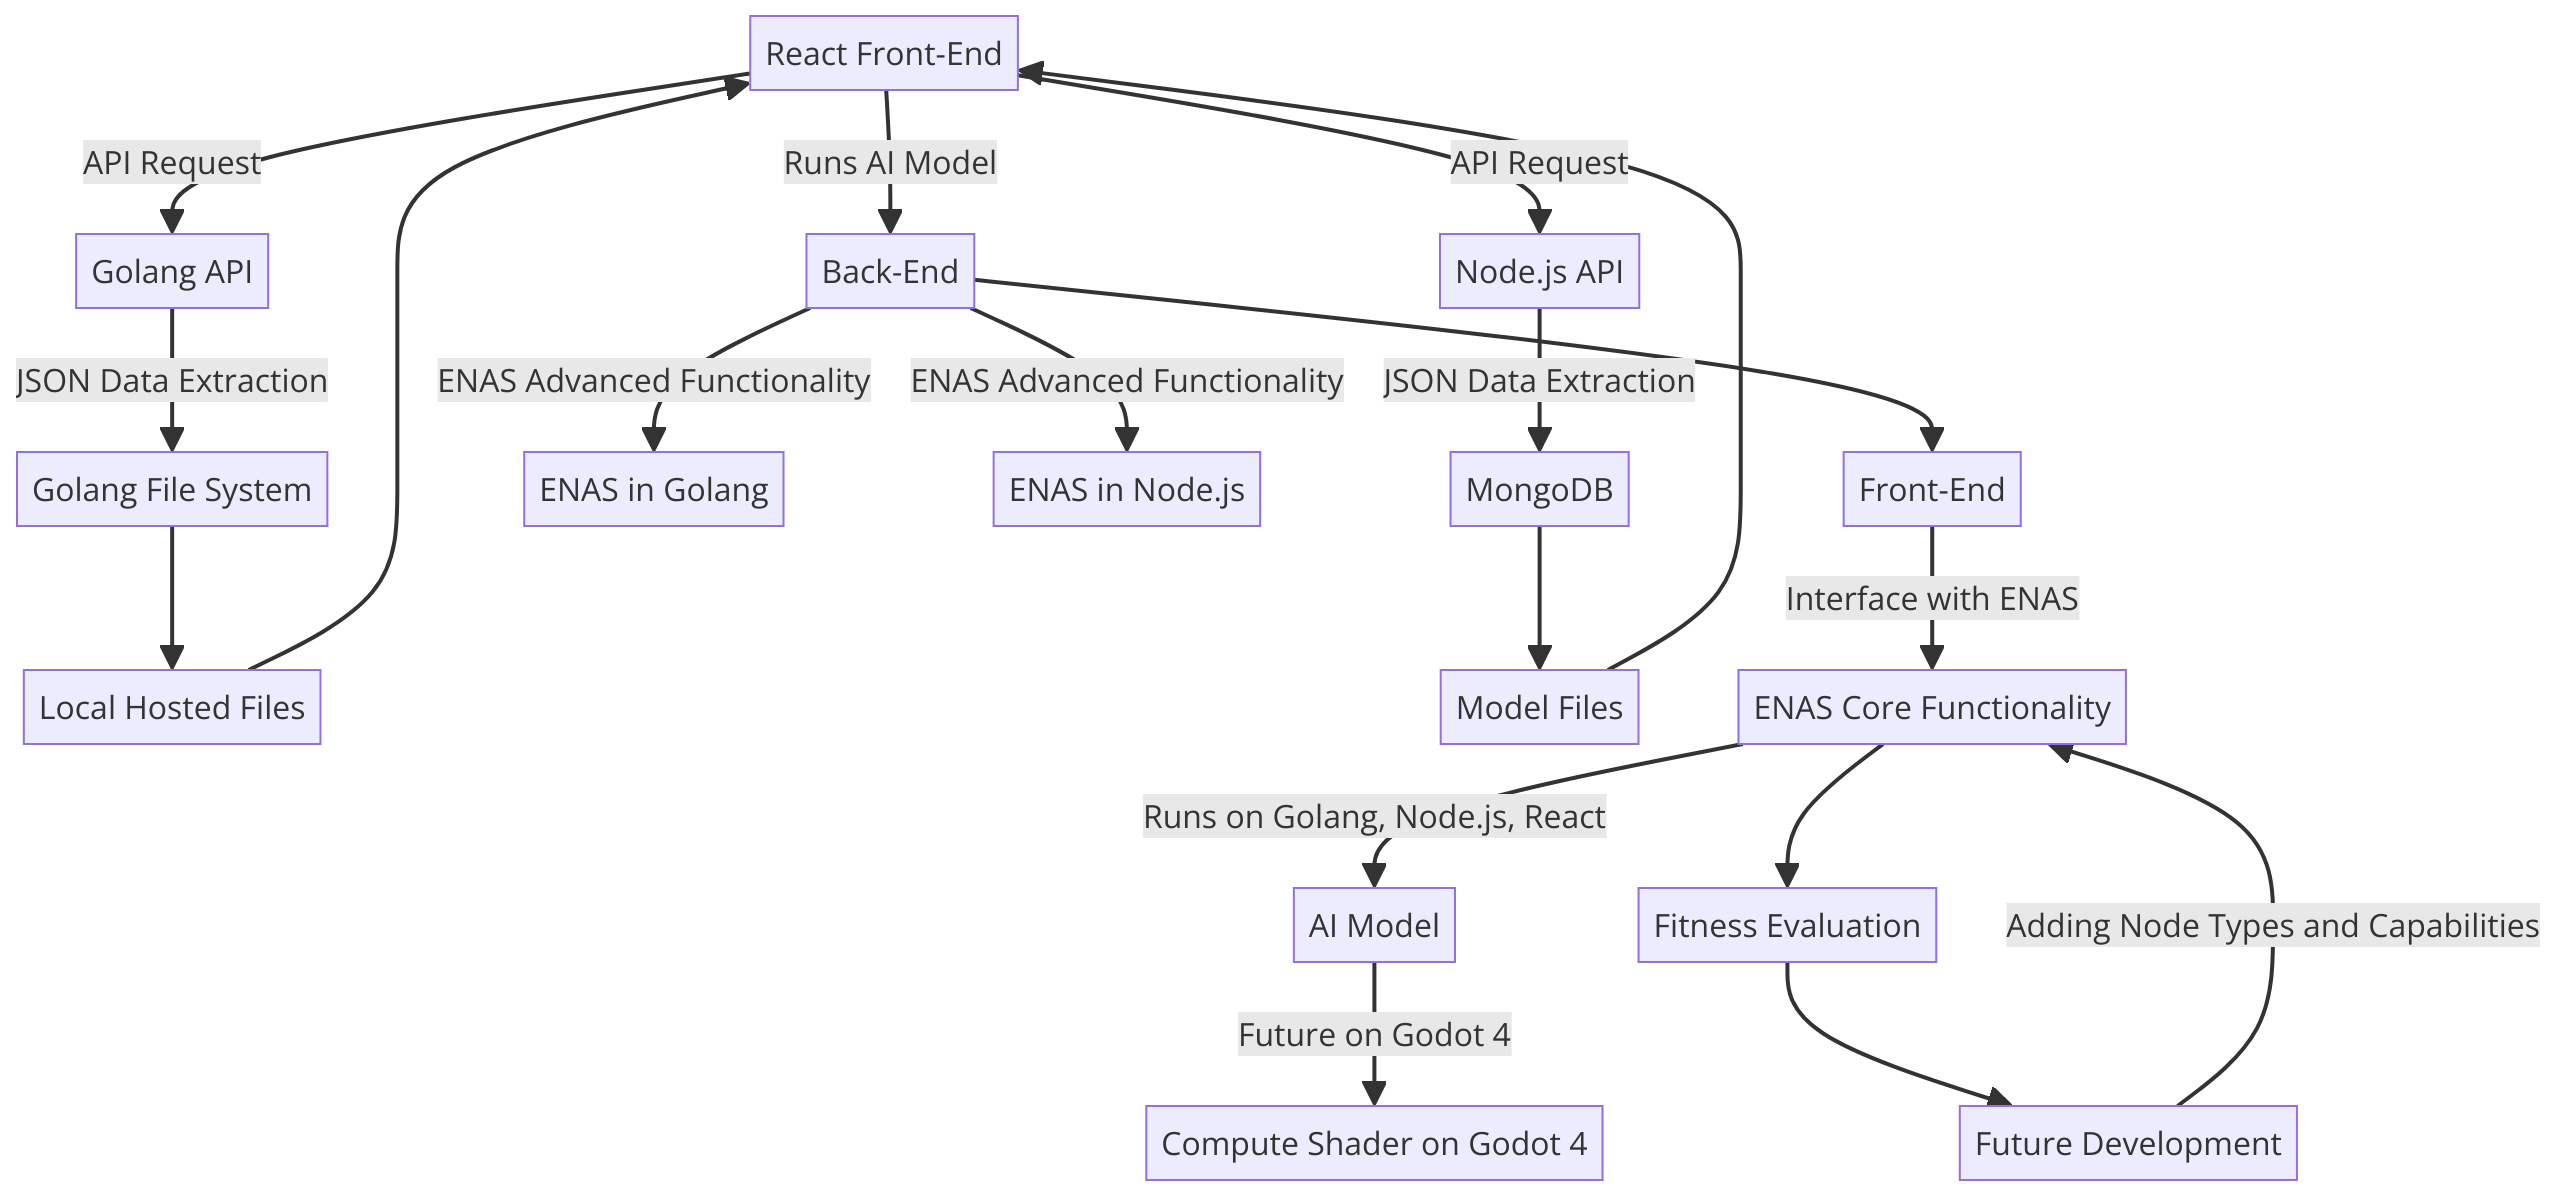 React Front-End
API Request
Runs AI Model
API Request
Golang API
Back-End
Node.js API
JSON Data Extraction
ENAS Advanced Functionality
ENAS Advanced Functionality
JSON Data Extraction
Golang File System
ENAS in Golang
ENAS in Node.js
MongoDB
Front-End
Interface with ENAS
Local Hosted Files
Model Files
ENAS Core Functionality
Runs on Golang, Node.js, React
AI Model
Fitness Evaluation
Adding Node Types and Capabilities
Future on Godot 4
Compute Shader on Godot 4
Future Development